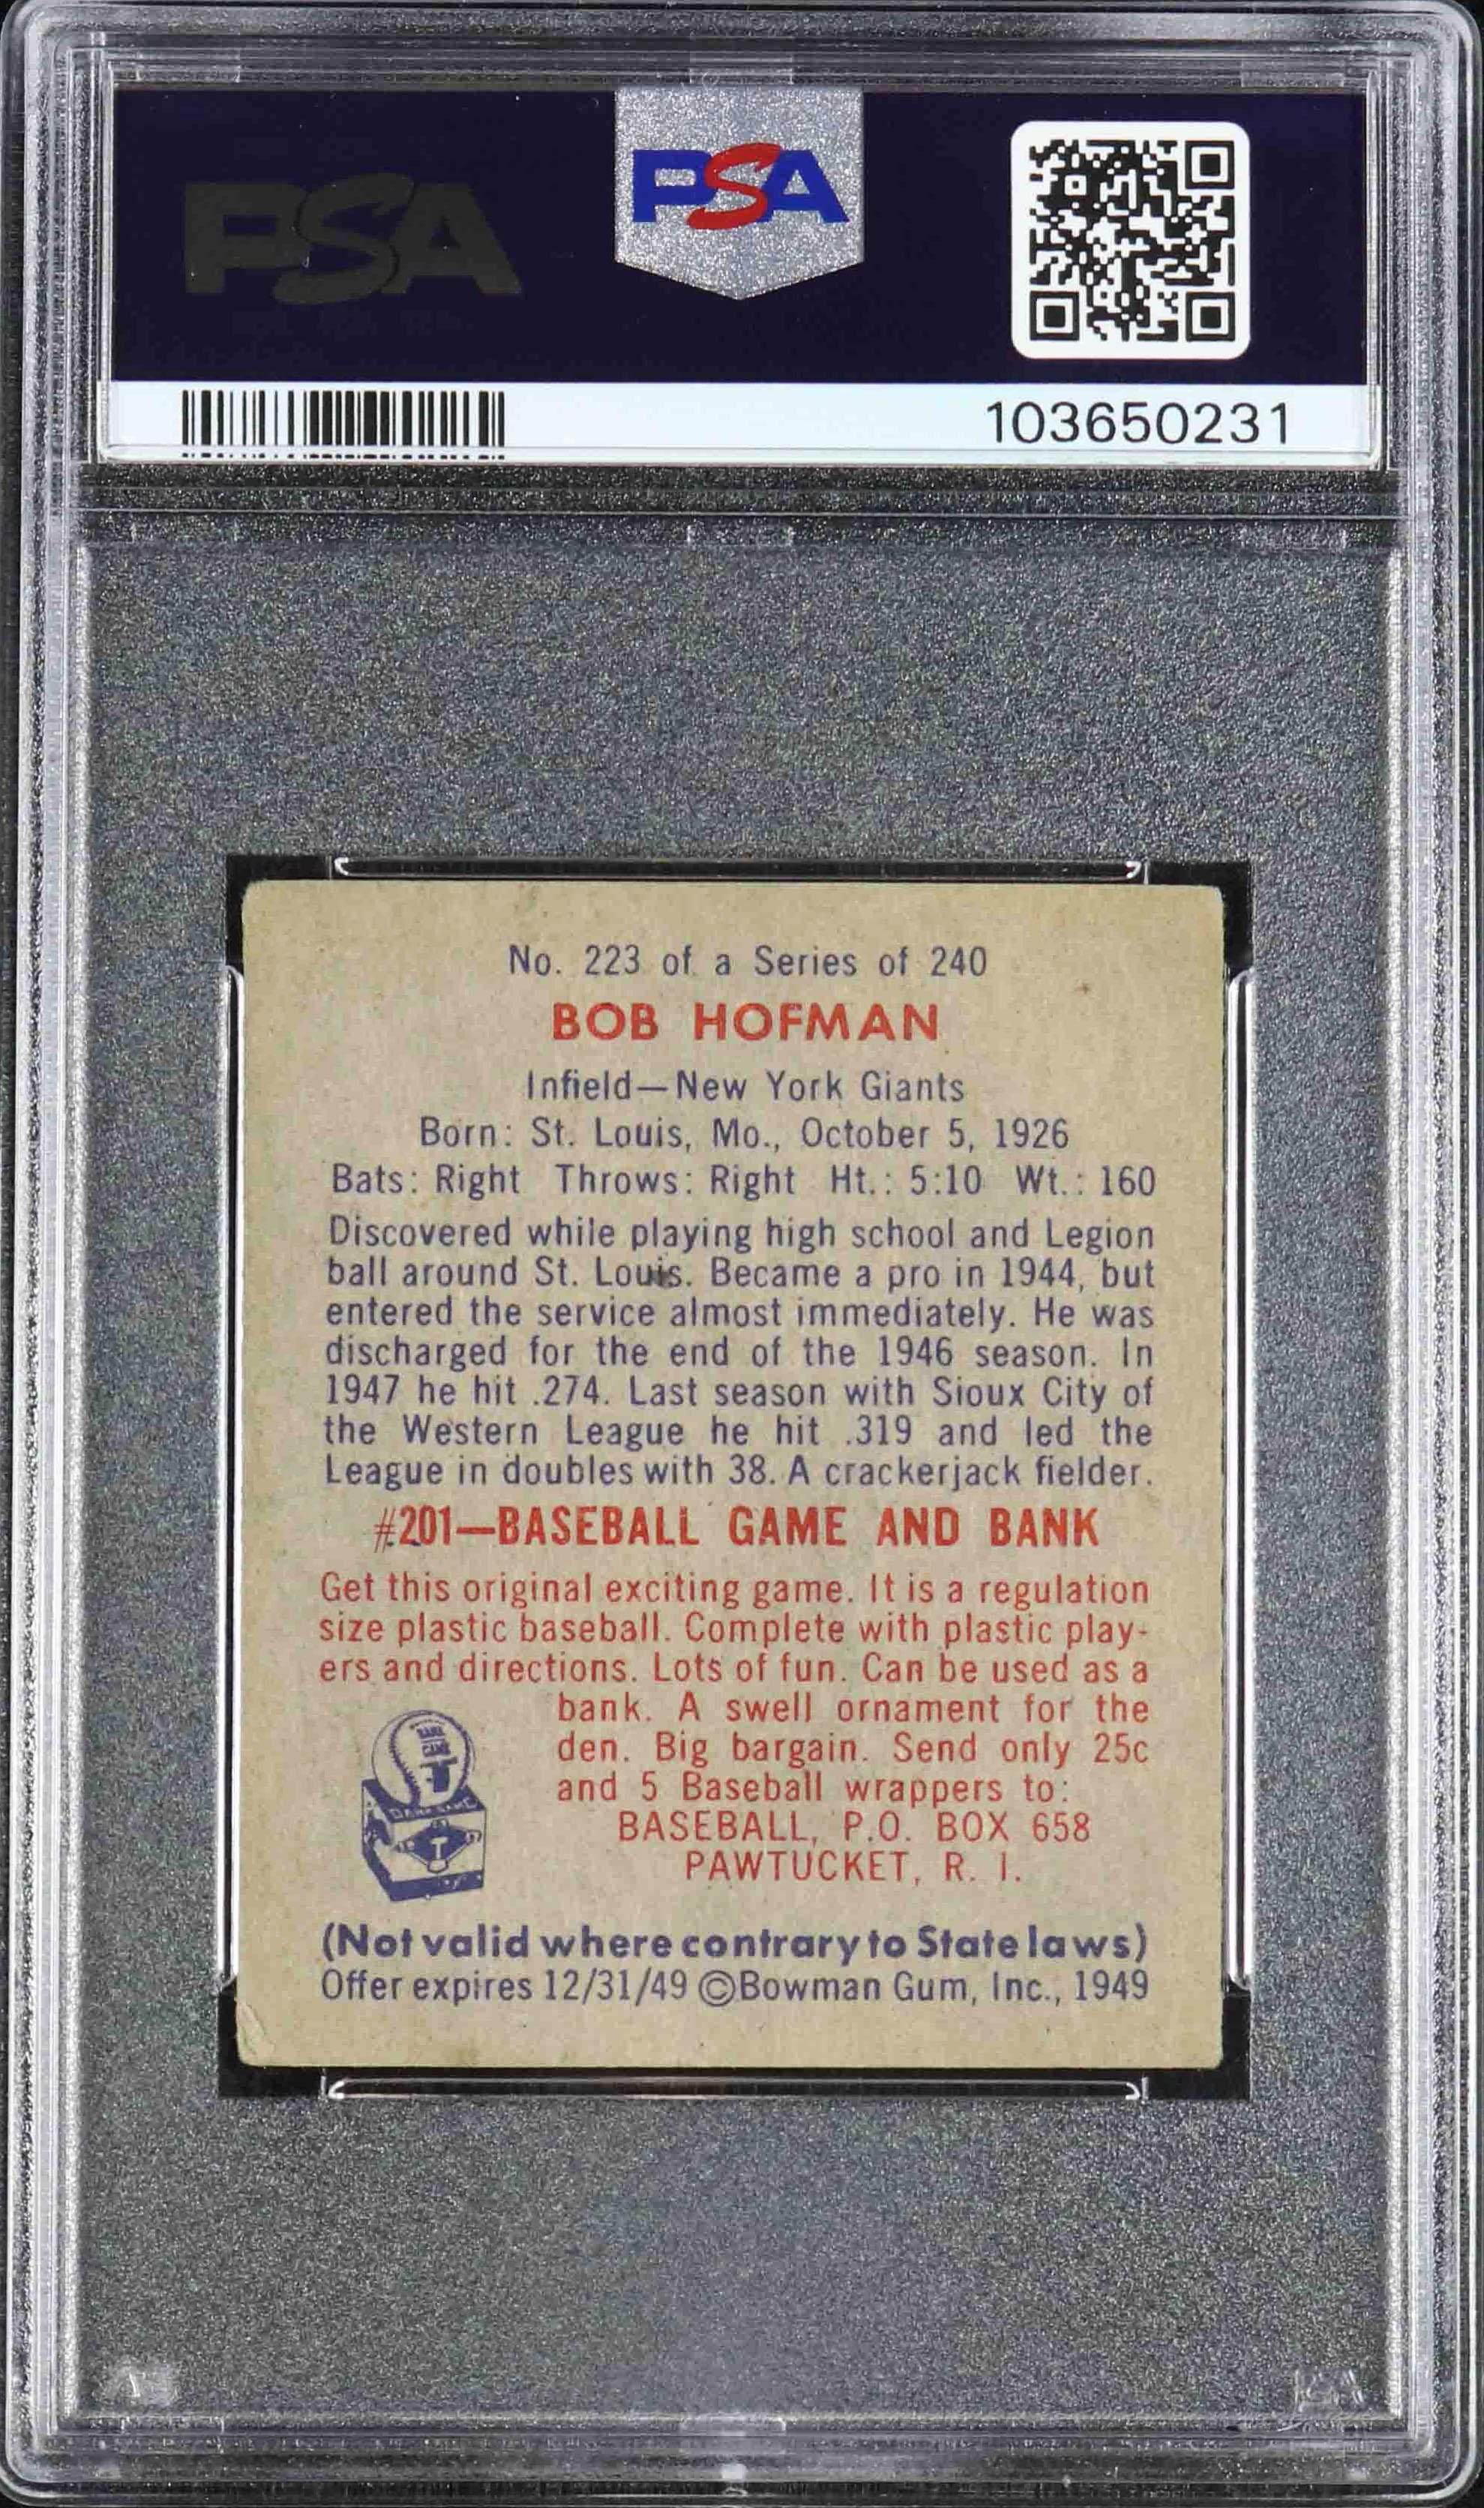 PSA
PSA
103650231
No. 223 of a Series of 240
BOB HOFMAN
Infield—New York Giants
Born: St. Louis, Mo., October 5, 1926
Bats: Right Throws: Right Ht.: 5:10 Wt.: 160
Discovered while playing high school and Legion
ball around St. Louis. Became a pro in 1944, but
entered the service almost immediately. He was
discharged for the end of the 1946 season. In
1947 he hit .274. Last season with Sioux City of
the Western League he hit .319 and led the
League in doubles with 38. A crackerjack fielder.
#201—BASEBALL GAME AND BANK
Get this original exciting game. It is a regulation
size plastic baseball. Complete with plastic play-
ers and directions. Lots of fun. Can be used as a
bank. A swell ornament for the
den. Big bargain. Send only 25c
and 5 Baseball wrappers to:
BASEBALL, P.O. BOX 658
PAWTUCKET, R. I.
(Not valid where contrary to State laws)
Offer expires 12/31/49 ©Bowman Gum, Inc., 1949